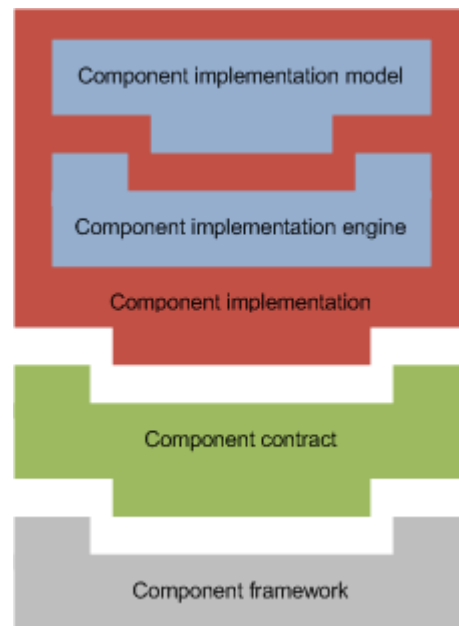 Component implementation model
Component implementation engine
Component implementation
Component contract
Component framework